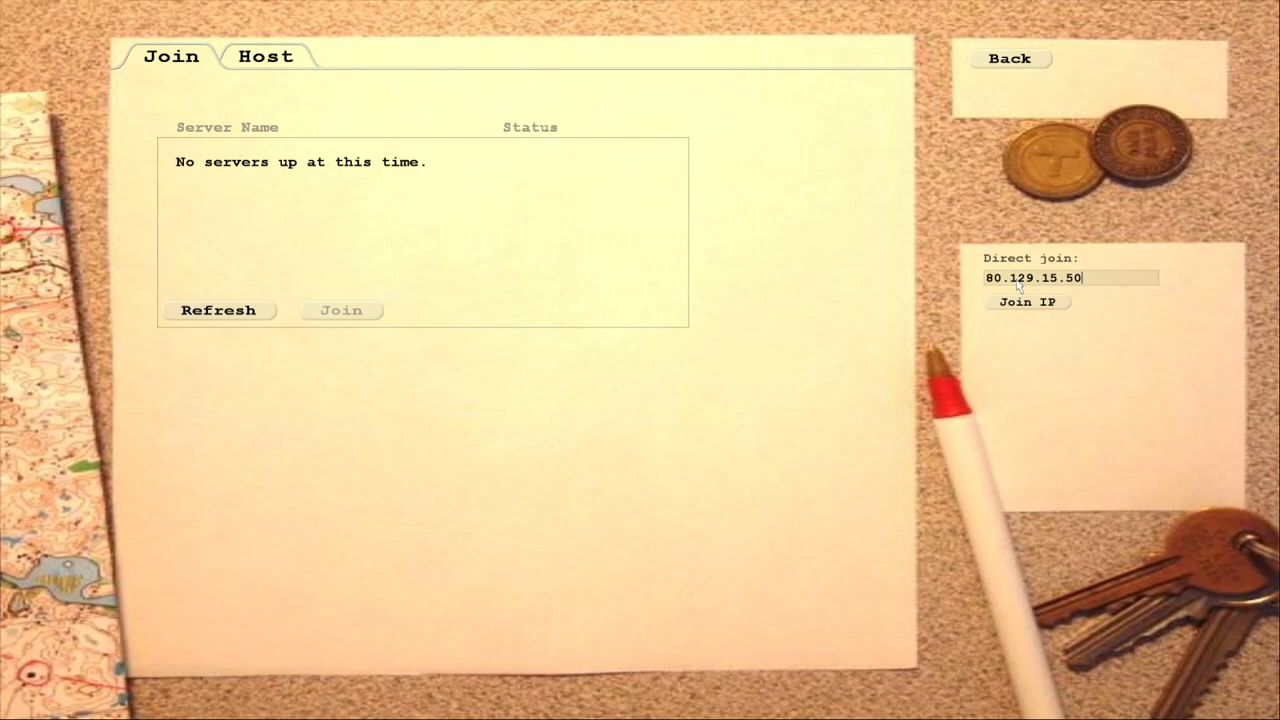 Join Host
Back
Server Name Status
No servers up at this time.
Refresh Join
Direct join:
80.129.15.50
Join IP